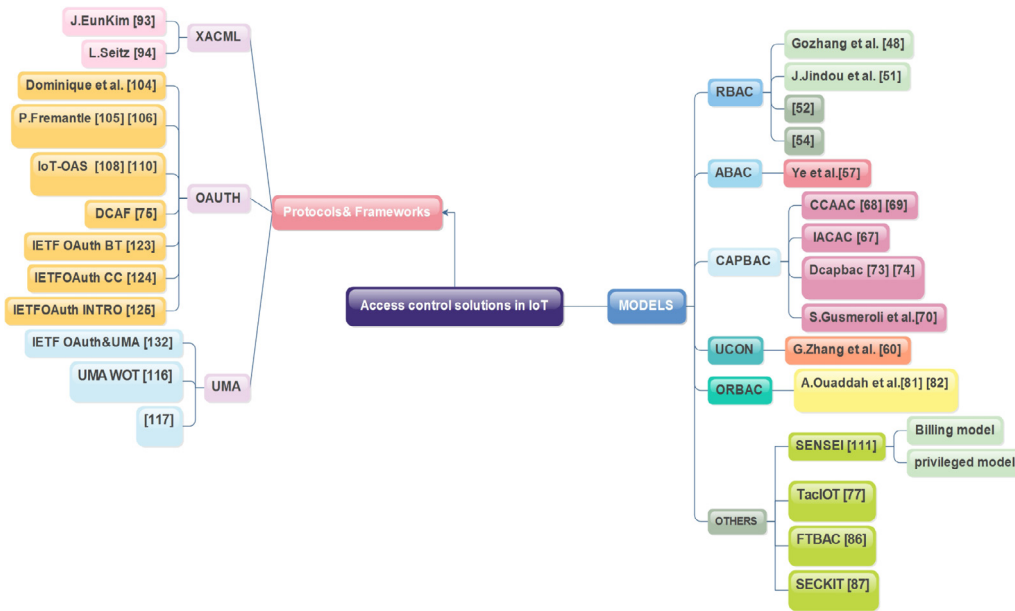 J.EunKim [93]
L.Seitz [94]
XACML
Dominique et al. [104]
P.Fremantle [105] [106]
IoT-OAS [108] [110]
DCAF [75]
IETF OAuth BT [123]
IETFOAuth CC [124]
IETFOAuth INTRO [125]
OAUTH
IETF OAuth&UMA [132]
UMA WOT [116]
[117]
UMA
Protocols& Frameworks
Access control solutions in IoT
MODELS
RBAC
Gozhang et al. [48]
J.Jindou et al. [51]
[52]
[54]
ABAC
Ye et al.[57]
CAPBAC
CCAAC [68] [69]
IACAC [67]
Dcapbac [73] [74]
S.Gusmeroli et al.[70]
UCON
G.Zhang et al. [60]
ORBAC
A.Ouaddah et al.[81] [82]
OTHERS
SENSEI [111]
Billing model
privileged model
TacIOT [77]
FTBAC [86]
SECKIT [87]